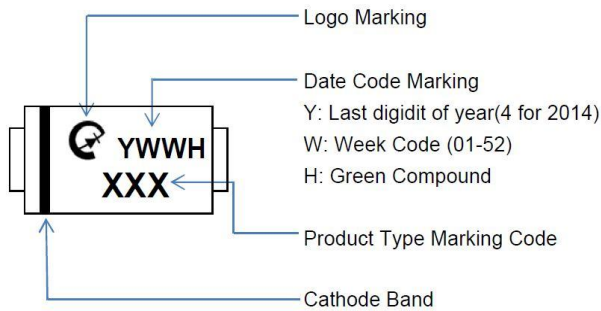 Logo Marking
Date Code Marking
Y: Last digidit of year(4 for 2014)
W: Week Code (01-52)
H: Green Compound
YWWH
XXX
Product Type Marking Code
Cathode Band